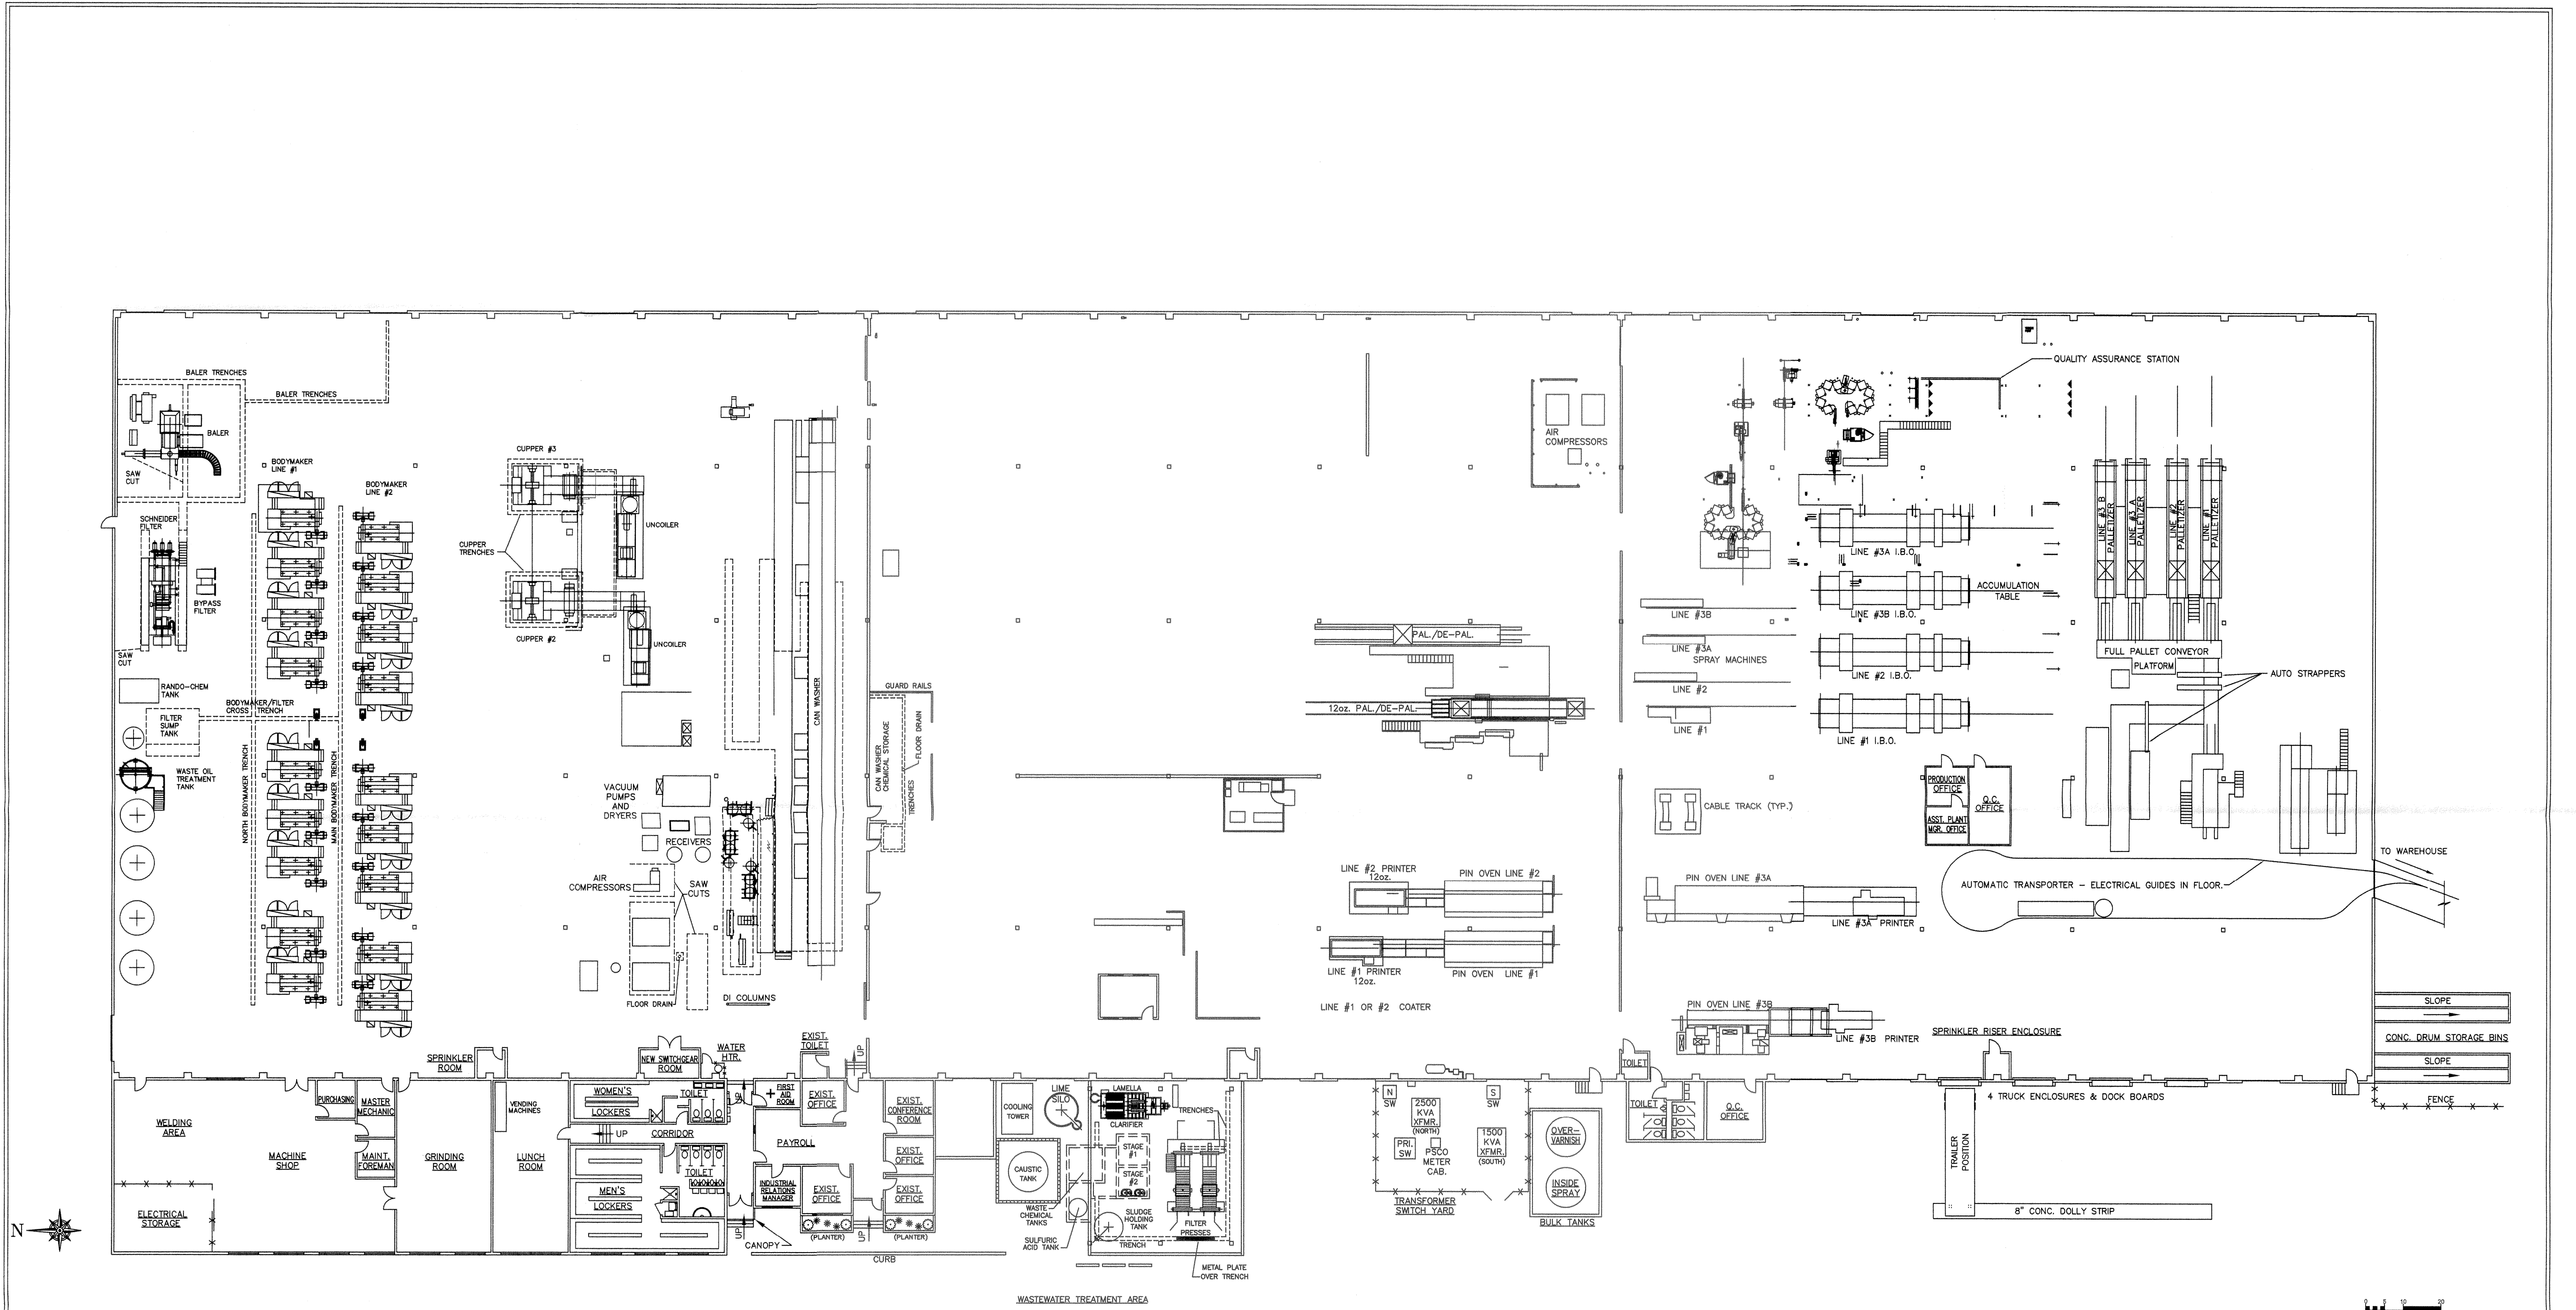 QUALITY ASSURANCE STATION
BALER TRENCHES
BALER TRENCHES
BALER
SAW
CUT
BODYMAKER
LINE #1
BODYMAKER
LINE #2
CUPPER #3
CUPPER
TRENCHES
UNCOILER
CUPPER #2
UNCOILER
SCHNEIDER
FILTER
BYPASS
FILTER
SAW
CUT
RANDO-CHEM
TANK
BODYMAKER/FILTER
CROSS TRENCH
FILTER
SUMP
TANK
WASTE OIL
TREATMENT
TANK
NORTH BODYMAKER TRENCH
MAIN BODYMAKER TRENCH
VACUUM
PUMPS
AND
DRYERS
RECEIVERS
AIR
COMPRESSORS
SAW
CUTS
FLOOR DRAIN
DI COLUMNS
CAN WASHER
GUARD RAILS
CAN WASHER
CHEMICAL STORAGE
FLOOR DRAIN
TRENCHES
AIR
COMPRESSORS
PAL./DE-PAL.
12oz. PAL./DE-PAL.
LINE #2 PRINTER
12oz.
PIN OVEN LINE #2
LINE #1 PRINTER
12oz.
PIN OVEN LINE #1
LINE #1 OR #2 COATER
LINE #3B
LINE #3A
SPRAY MACHINES
LINE #2
LINE #1
CABLE TRACK (TYP.)
LINE #3A I.B.O.
LINE #3B I.B.O.
LINE #2 I.B.O.
LINE #1 I.B.O.
ACCUMULATION
TABLE
LINE #3 B
PALLETIZER
LINE #3 A
PALLETIZER
LINE #2
PALLETIZER
LINE #1
PALLETIZER
FULL PALLET CONVEYOR
PLATFORM
AUTO STRAPPERS
PRODUCTION
OFFICE
Q.C.
OFFICE
ASST. PLANT
MGR. OFFICE
TO WAREHOUSE
AUTOMATIC TRANSPORTER - ELECTRICAL GUIDES IN FLOOR.
PIN OVEN LINE #3A
LINE #3A PRINTER
PIN OVEN LINE #3B
LINE #3B PRINTER
SPRINKLER RISER ENCLOSURE
SLOPE
CONC. DRUM STORAGE BINS
SLOPE
FENCE
4 TRUCK ENCLOSURES & DOCK BOARDS
TRAILER
POSITION
8" CONC. DOLLY STRIP
SPRINKLER
ROOM
NEW SWITCHGEAR
ROOM
WATER
HTR.
EXIST.
TOILET
UP
WELDING
AREA
PURCHASING
MASTER
MECHANIC
MACHINE
SHOP
MAINT.
FOREMAN
ELECTRICAL
STORAGE
GRINDING
ROOM
VENDING
MACHINES
LUNCH
ROOM
WOMEN'S
LOCKERS
TOILET
UP
CORRIDOR
TOILET
MEN'S
LOCKERS
UP
FIRST
AID
ROOM
EXIST.
OFFICE
PAYROLL
INDUSTRIAL
RELATIONS
MANAGER
EXIST.
OFFICE
EXIST.
CONFERENCE
ROOM
EXIST.
OFFICE
EXIST.
OFFICE
(PLANTER)
(PLANTER)
UP
UP
CANOPY
CURB
COOLING
TOWER
LIME
SILO
CAUSTIC
TANK
WASTE
CHEMICAL
TANKS
SULFURIC
ACID TANK
LAMELLA
CLARIFIER
TRENCHES
STAGE
#1
STAGE
#2
SLUDGE
HOLDING
TANK
FILTER
PRESSES
TRENCH
METAL PLATE
OVER TRENCH
WASTEWATER TREATMENT AREA
N
SW
2500
KVA
XFMR.
(NORTH)
S
SW
PRI.
SW
PSCO
METER
CAB.
1500
KVA
XFMR.
(SOUTH)
TRANSFORMER
SWITCH YARD
OVER-
VARNISH
INSIDE
SPRAY
BULK TANKS
TOILET
TOILET
Q.C.
OFFICE
N
0 5 10 20